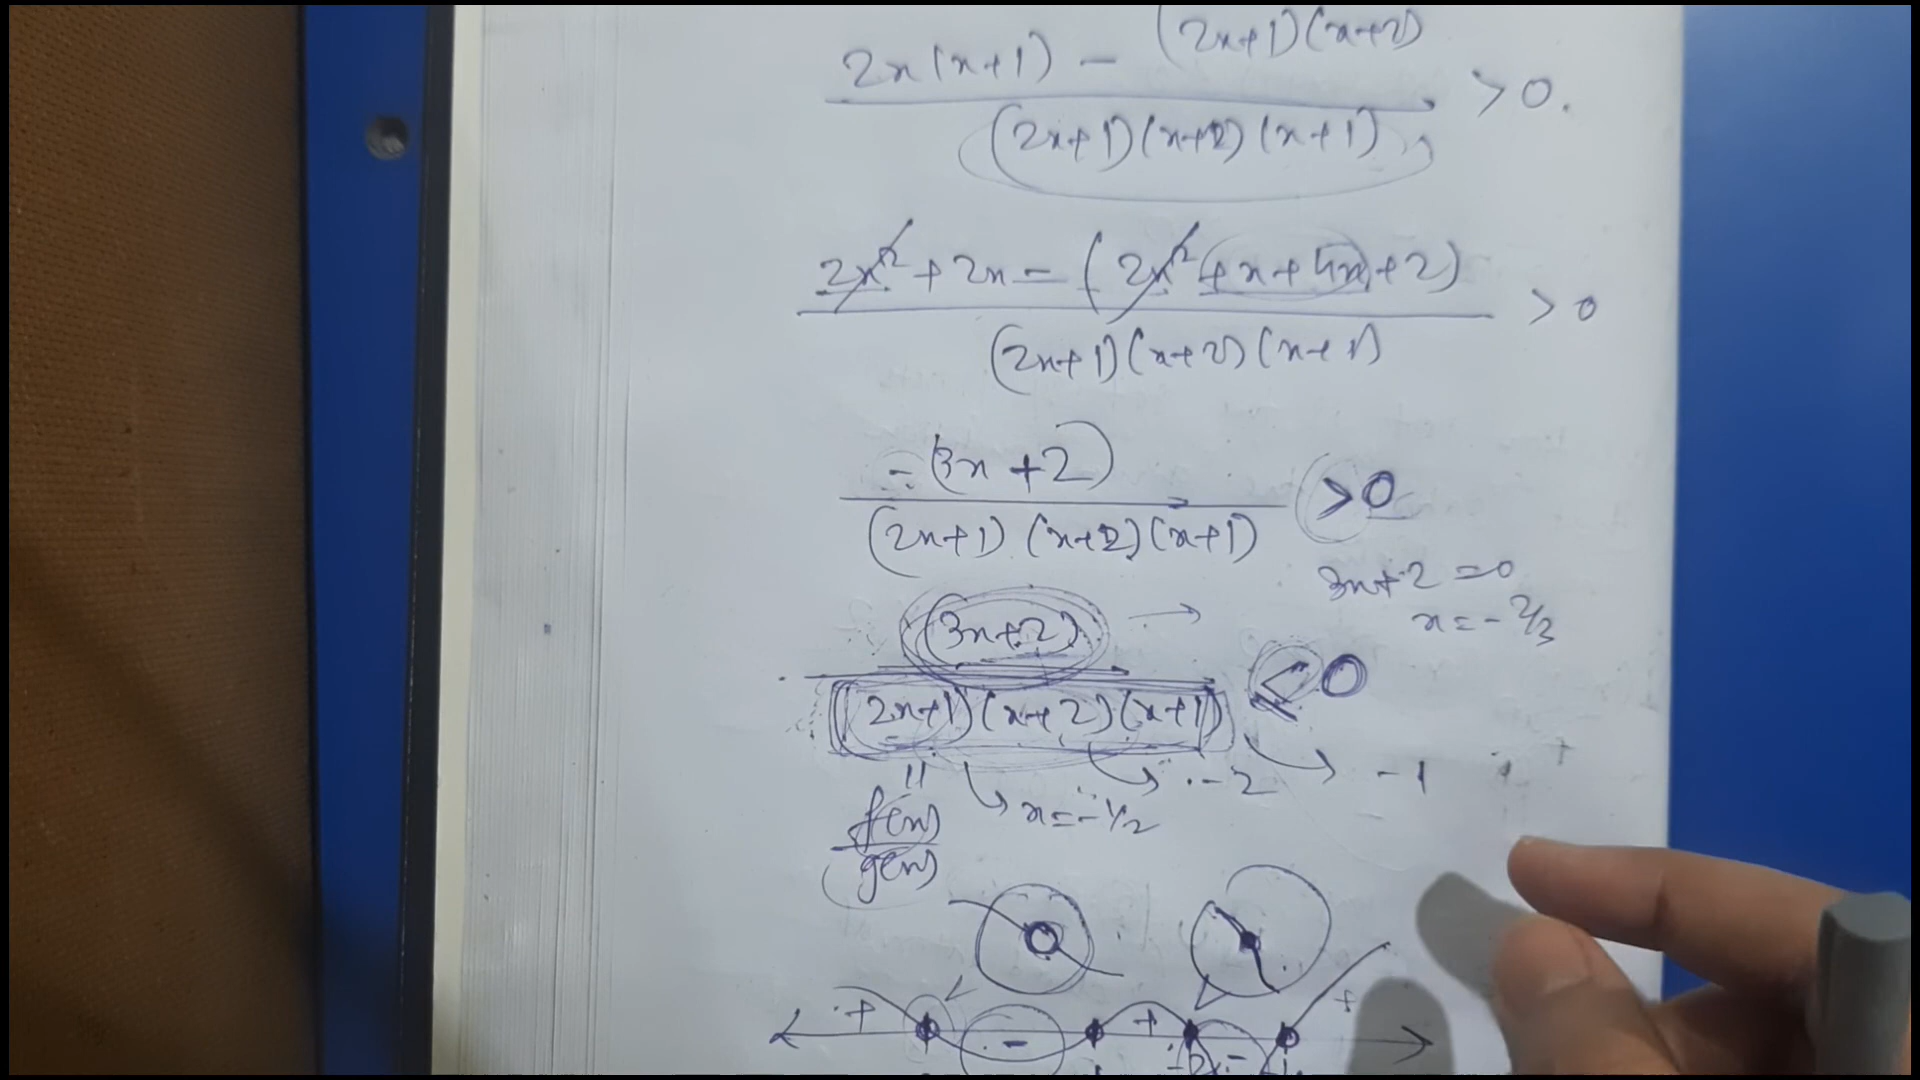 2x(x+1) - (2x+1)(x+2)
(2x+1)(x+2)(x+1)
>0.
2x²+2x-(2x²+x+4x+2)
(2x+1)(x+2)(x+1)
>0
-(3x+2)
(2x+1)(x+2)(x+1)
>0
3x+2=0
x=-2/3
(3x+2)
(2x+1)(x+2)(x+1)
<0
x=-1/2
-2
-1
f(x)
g(x)
+ - + - +